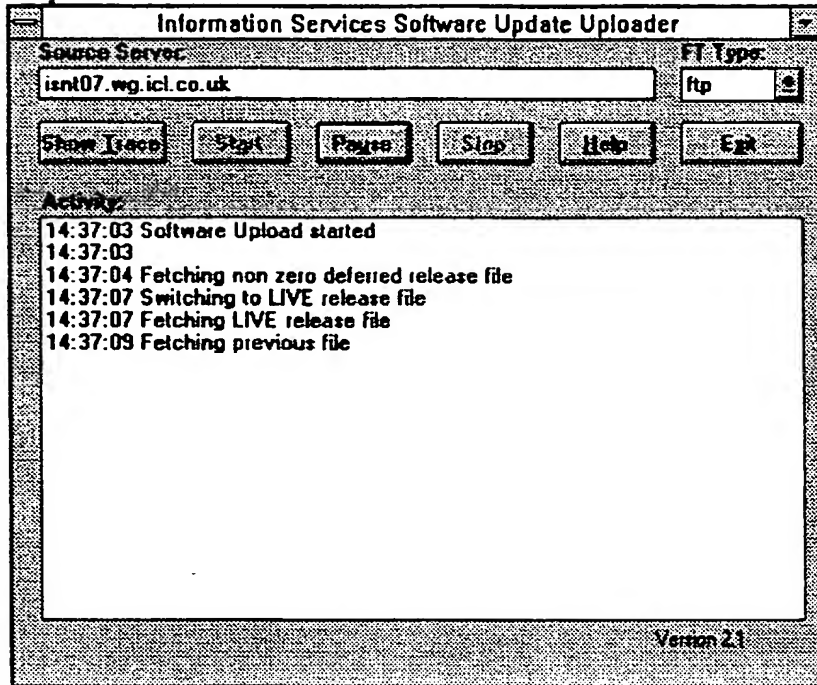 Information Services Software Update Uploader
Source Server: FT Type:
isnt07.wg.icl.co.uk ftp
Show Trace Start Pause Stop Help Exit
Activity:
14:37:03 Software Upload started
14:37:03
14:37:04 Fetching non zero deferred release file
14:37:07 Switching to LIVE release file
14:37:07 Fetching LIVE release file
14:37:09 Fetching previous file
Version 2.1